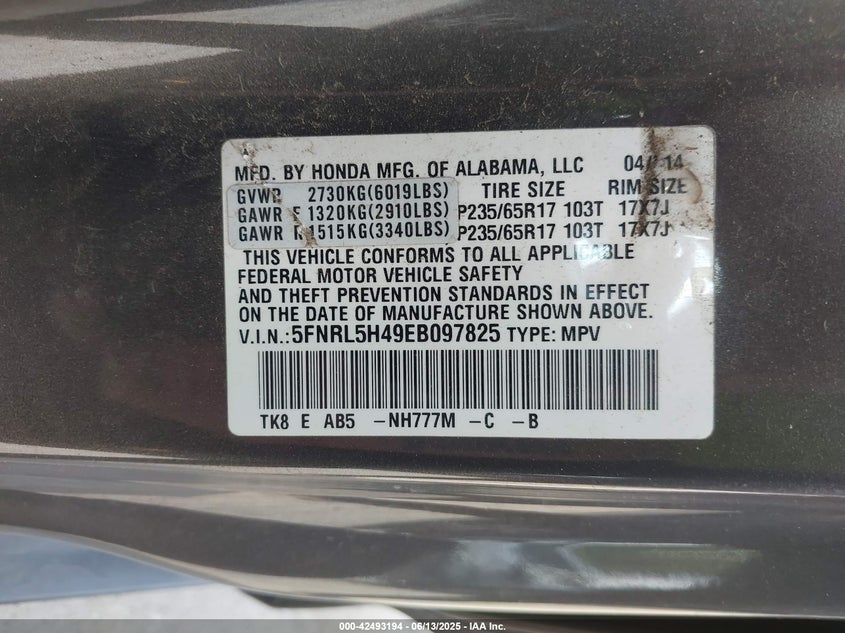 MFD. BY HONDA MFG. OF ALABAMA, LLC 04/14
GVWR 2730KG(6019LBS) TIRE SIZE RIM SIZE
GAWR F 1320KG(2910LBS) P235/65R17 103T 17X7J
GAWR R 1515KG(3340LBS) P235/65R17 103T 17X7J
THIS VEHICLE CONFORMS TO ALL APPLICABLE
FEDERAL MOTOR VEHICLE SAFETY
AND THEFT PREVENTION STANDARDS IN EFFECT
ON THE DATE OF MANUFACTURE SHOWN ABOVE.
V.I.N.:5FNRL5H49EB097825 TYPE: MPV
TK8 E AB5 -NH777M -C -B
000-42493194 - 06/13/2025 - IAA Inc.